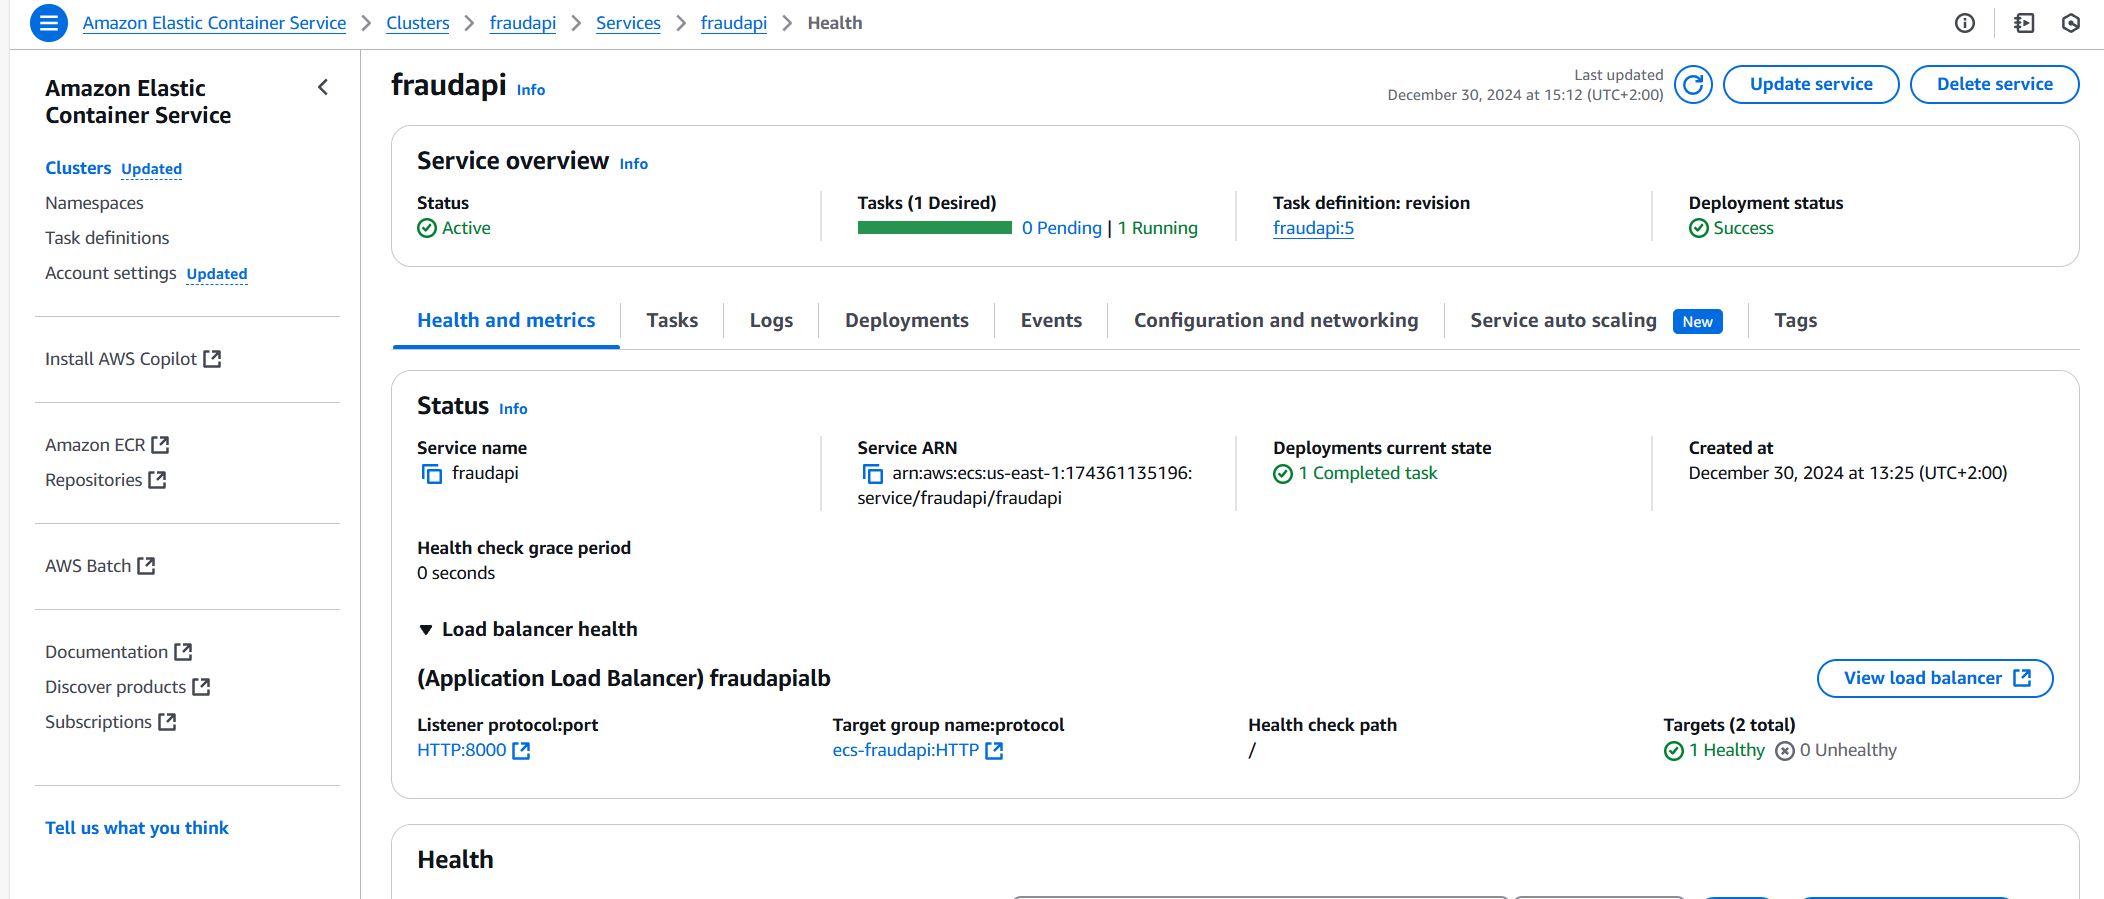 Amazon Elastic Container Service > Clusters > fraudapi > Services > fraudapi > Health
Amazon Elastic
Container Service
Clusters Updated
Namespaces
Task definitions
Account settings Updated
Install AWS Copilot
Amazon ECR
Repositories
AWS Batch
Documentation
Discover products
Subscriptions
Tell us what you think
fraudapi Info
Last updated
December 30, 2024 at 15:12 (UTC+2:00)
Update service
Delete service
Service overview Info
Status
Active
Tasks (1 Desired)
0 Pending | 1 Running
Task definition: revision
fraudapi:5
Deployment status
Success
Health and metrics
Tasks
Logs
Deployments
Events
Configuration and networking
Service auto scaling New
Tags
Status Info
Service name
fraudapi
Service ARN
arn:aws:ecs:us-east-1:174361135196:
service/fraudapi/fraudapi
Deployments current state
1 Completed task
Created at
December 30, 2024 at 13:25 (UTC+2:00)
Health check grace period
0 seconds
Load balancer health
(Application Load Balancer) fraudapialb
View load balancer
Listener protocol:port
HTTP:8000
Target group name:protocol
ecs-fraudapi:HTTP
Health check path
/
Targets (2 total)
1 Healthy 0 Unhealthy
Health